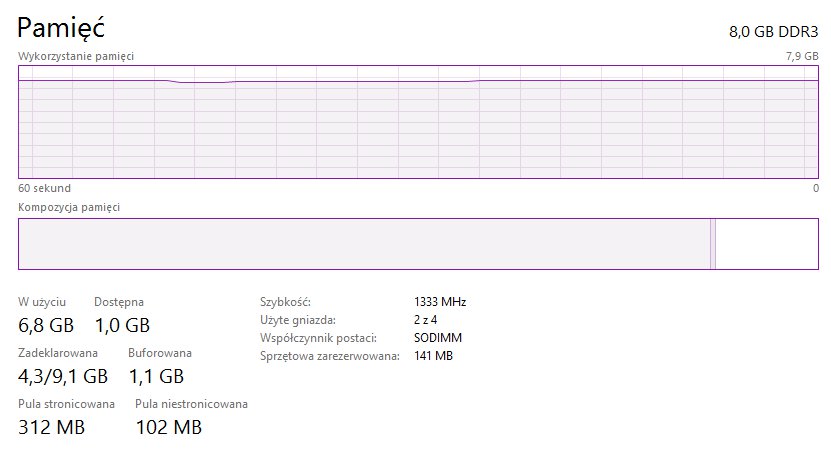 Pamięć 8,0 GB DDR3
Wykorzystanie pamięci 7,9 GB
60 sekund 0
Kompozycja pamięci
W użyciu Dostępna Szybkość: 1333 MHz
6,8 GB 1,0 GB Użyte gniazda: 2 z 4
Współczynnik postaci: SODIMM
Zadeklarowana Buforowana Sprzętowa zarezerwowana: 141 MB
4,3/9,1 GB 1,1 GB
Pula stronicowana Pula niestronicowana
312 MB 102 MB